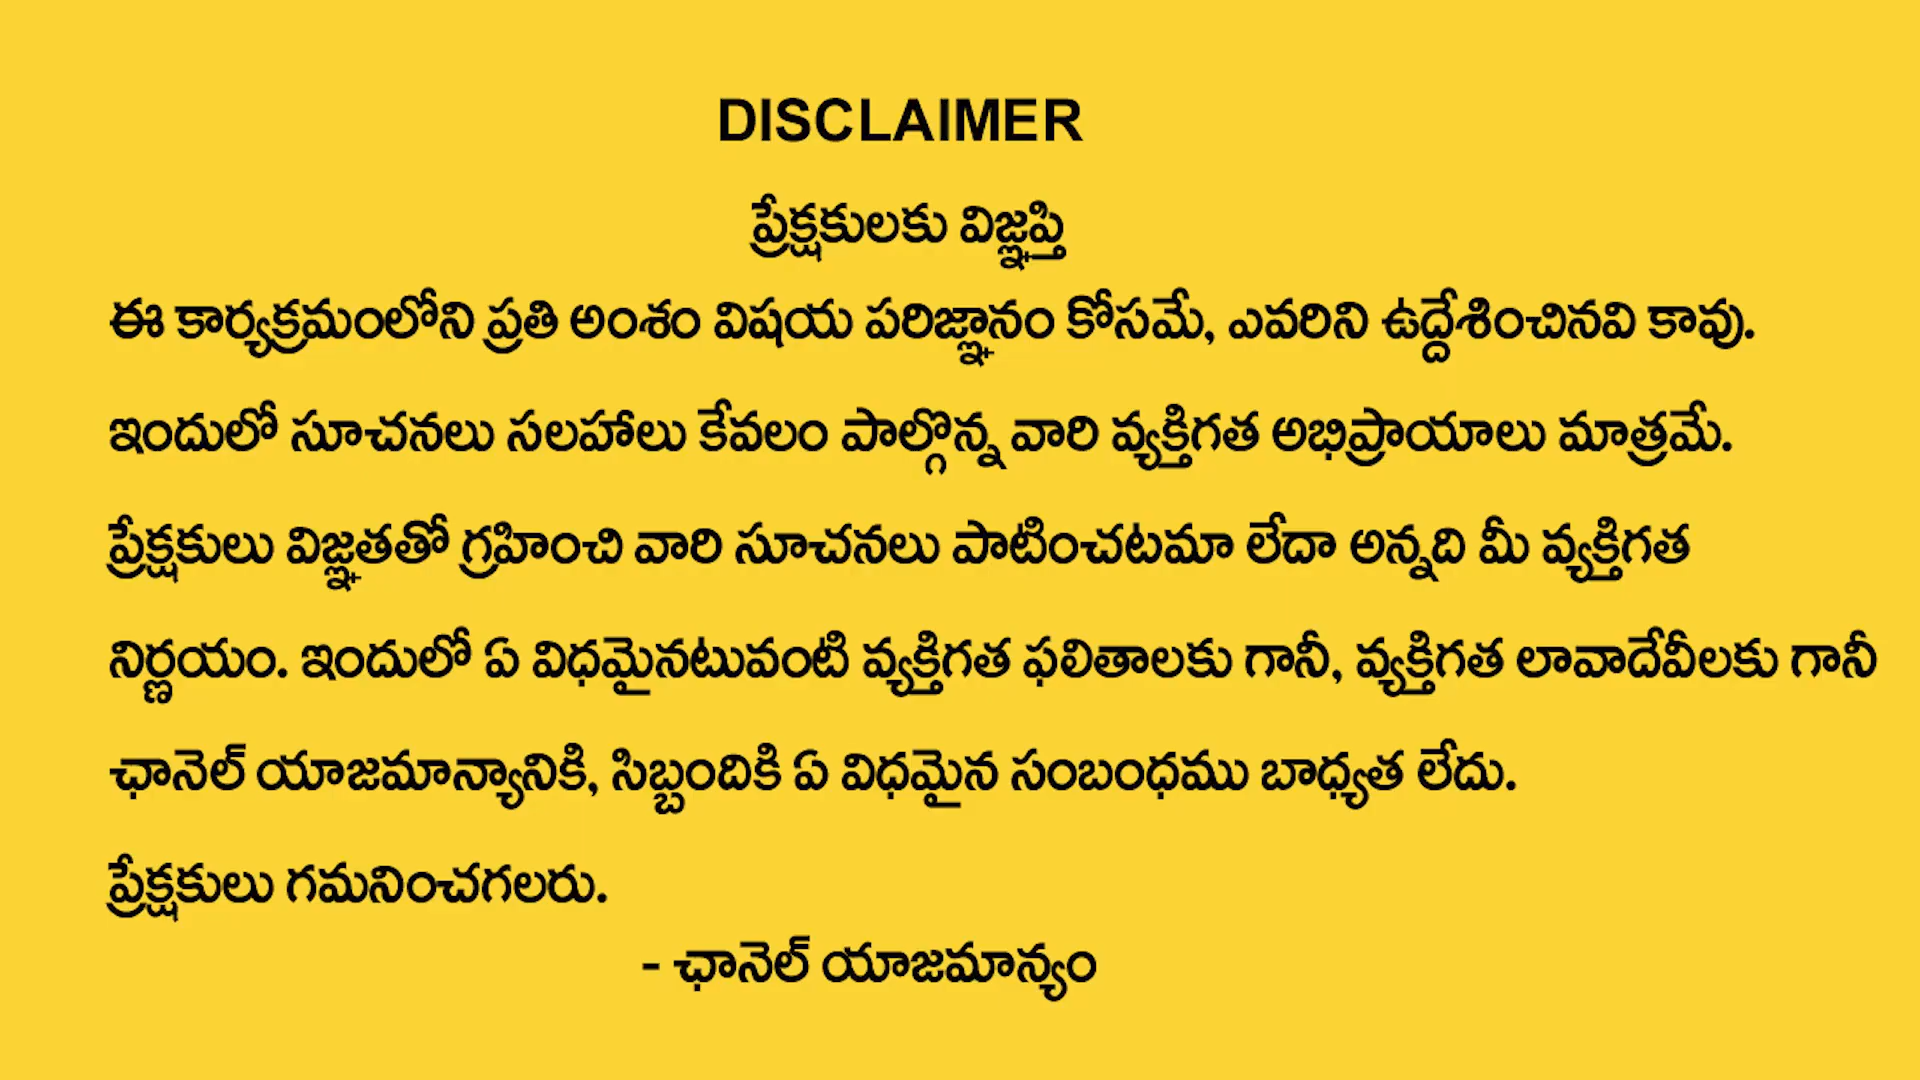 DISCLAIMER
ప్రేక్షకులకు విజ్ఞప్తి
ఈ కార్యక్రమంలోని ప్రతి అంశం విషయ పరిజ్ఞానం కోసమే, ఎవరిని ఉద్దేశించినవి కావు.
ఇందులో సూచనలు సలహాలు కేవలం పాల్గొన్న వారి వ్యక్తిగత అభిప్రాయాలు మాత్రమే.
ప్రేక్షకులు విజ్ఞతతో గ్రహించి వారి సూచనలు పాటించటమా లేదా అన్నది మీ వ్యక్తిగత
నిర్ణయం. ఇందులో ఏ విధమైనటువంటి వ్యక్తిగత ఫలితాలకు గానీ, వ్యక్తిగత లావాదేవీలకు గానీ
ఛానెల్ యాజమాన్యానికి, సిబ్బందికి ఏ విధమైన సంబంధము బాధ్యత లేదు.
ప్రేక్షకులు గమనించగలరు.
- ఛానెల్ యాజమాన్యం